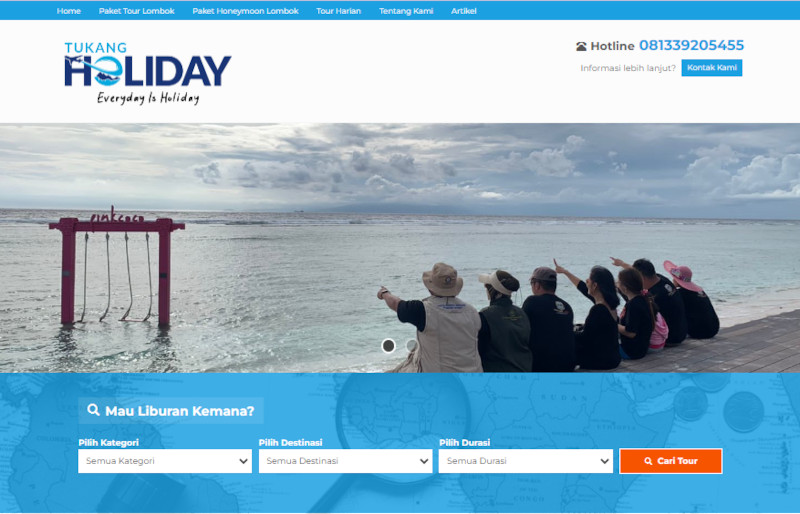 Home Paket Tour Lombok Paket Honeymoon Lombok Tour Harian Tentang Kami Artikel
TUKANG
HOLIDAY
Everyday Is Holiday
Hotline 081339205455
Informasi lebih lanjut? Kontak Kami
pinkcoco
Mau Liburan Kemana?
Pilih Kategori Pilih Destinasi Pilih Durasi
Semua Kategori Semua Destinasi Semua Durasi Cari Tour